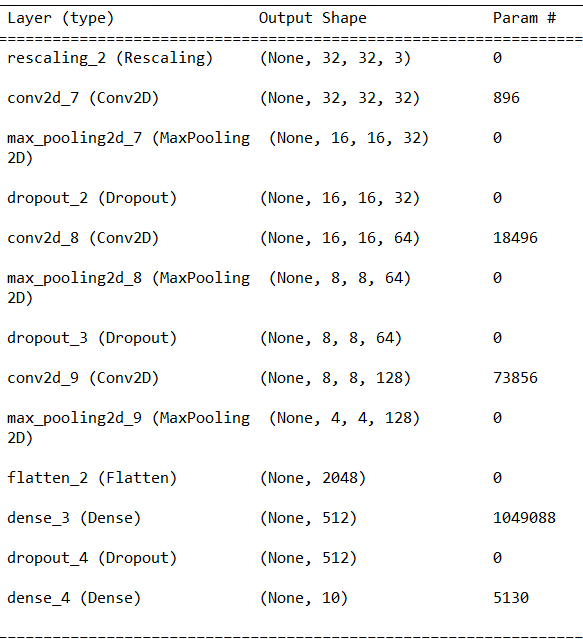 Layer (type) Output Shape Param #
=================================================================
rescaling_2 (Rescaling) (None, 32, 32, 3) 0
conv2d_7 (Conv2D) (None, 32, 32, 32) 896
max_pooling2d_7 (MaxPooling (None, 16, 16, 32) 0
2D)
dropout_2 (Dropout) (None, 16, 16, 32) 0
conv2d_8 (Conv2D) (None, 16, 16, 64) 18496
max_pooling2d_8 (MaxPooling (None, 8, 8, 64) 0
2D)
dropout_3 (Dropout) (None, 8, 8, 64) 0
conv2d_9 (Conv2D) (None, 8, 8, 128) 73856
max_pooling2d_9 (MaxPooling (None, 4, 4, 128) 0
2D)
flatten_2 (Flatten) (None, 2048) 0
dense_3 (Dense) (None, 512) 1049088
dropout_4 (Dropout) (None, 512) 0
dense_4 (Dense) (None, 10) 5130